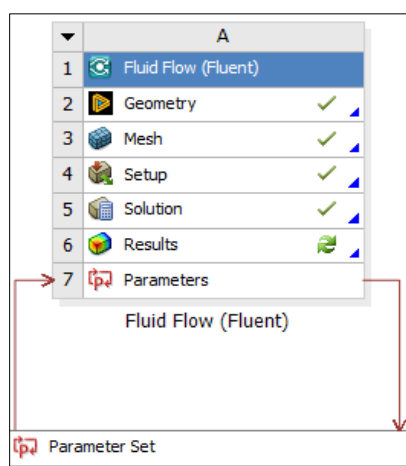 A
1 Fluid Flow (Fluent)
2 Geometry
3 Mesh
4 Setup
5 Solution
6 Results
7 Parameters
Fluid Flow (Fluent)
Parameter Set